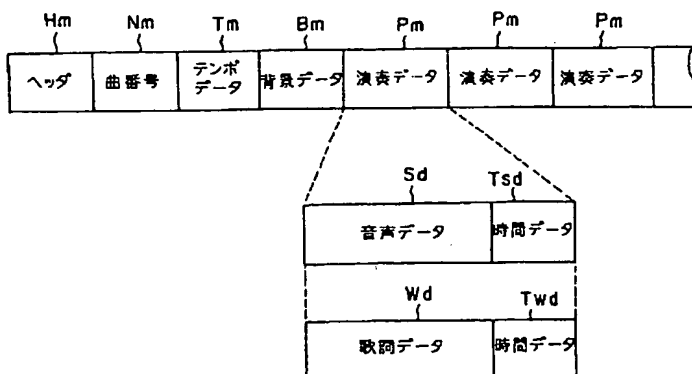 Hm Nm Tm Bm Pm Pm Pm
ヘッダ 曲番号 テンポデータ 背景データ 演奏データ 演奏データ 演奏データ
Sd Tsd
音声データ 時間データ
Wd Twd
歌詞データ 時間データ